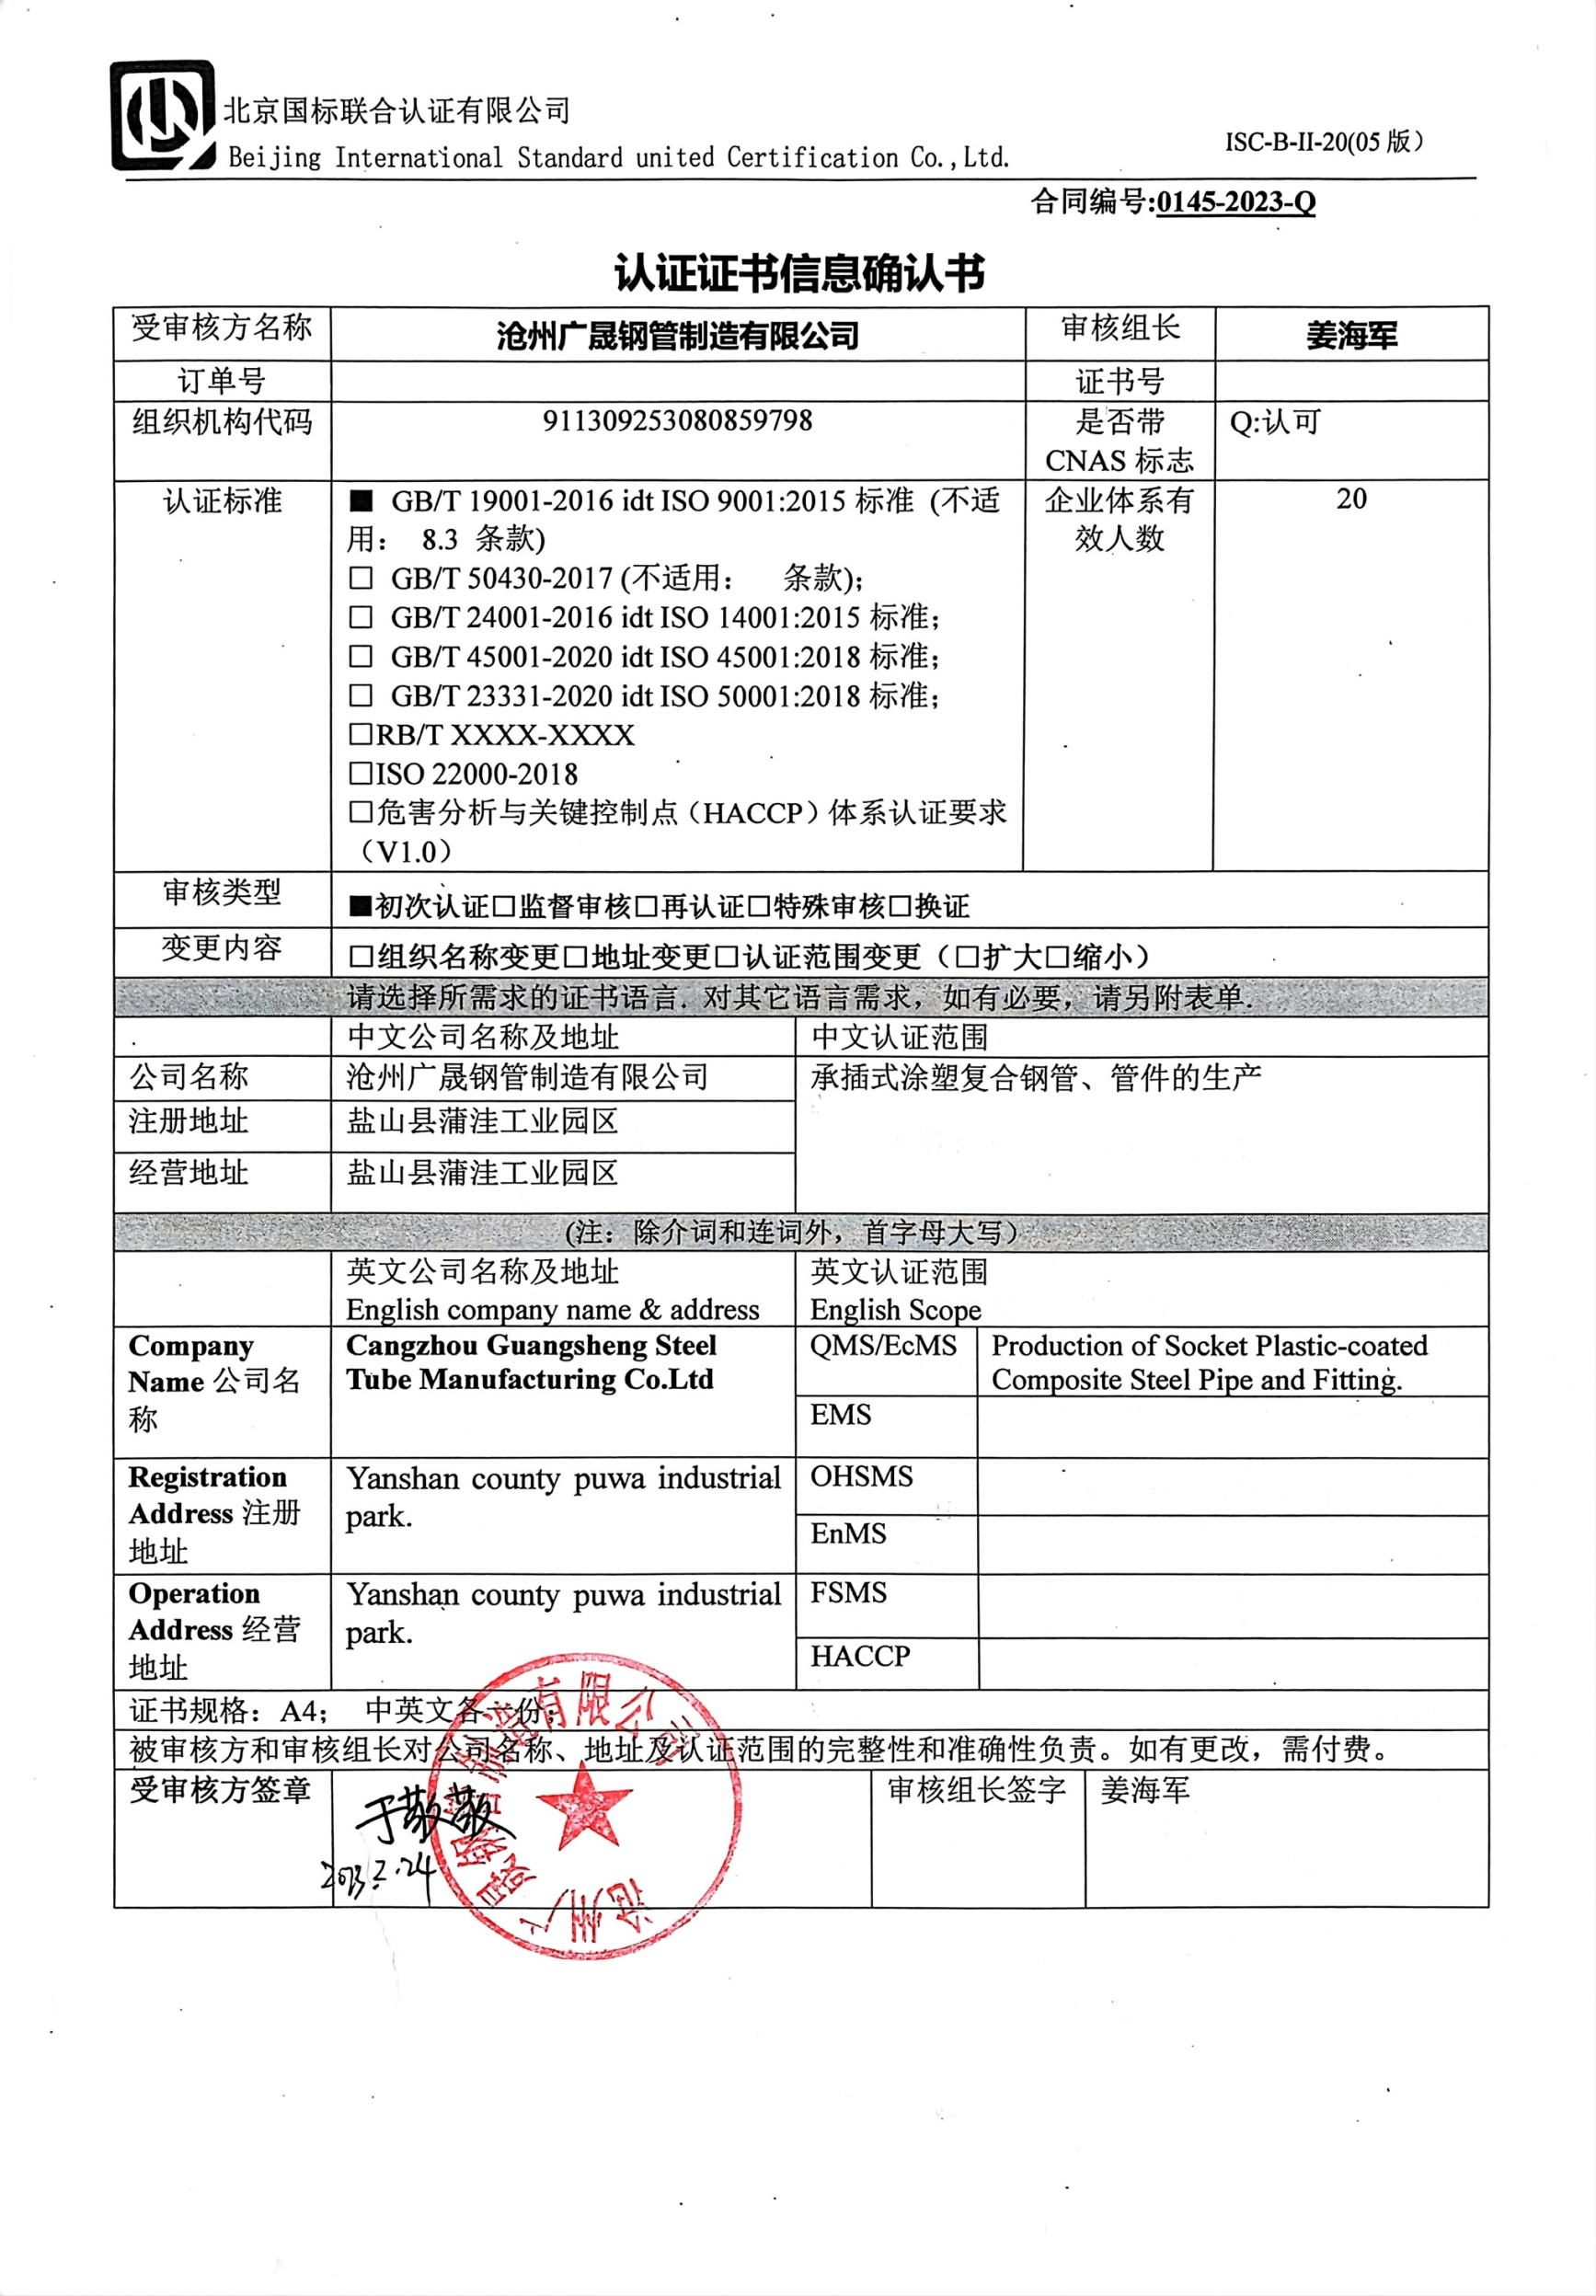 北京国标联合认证有限公司
Beijing International Standard united Certification Co.,Ltd.
ISC-B-II-20(05 版）
合同编号:0145-2023-Q
认证证书信息确认书
受审核方名称 沧州广晟钢管制造有限公司 审核组长 姜海军
订单号 证书号
组织机构代码 911309253080859798 是否带 Q:认可
CNAS 标志
认证标准 ■ GB/T 19001-2016 idt ISO 9001:2015 标准 (不适 企业体系有 20
用： 8.3 条款) 效人数
□ GB/T 50430-2017 (不适用： 条款);
□ GB/T 24001-2016 idt ISO 14001:2015 标准；
□ GB/T 45001-2020 idt ISO 45001:2018 标准；
□ GB/T 23331-2020 idt ISO 50001:2018 标准；
□RB/T XXXX-XXXX
□ISO 22000-2018
□危害分析与关键控制点（HACCP）体系认证要求
（V1.0）
审核类型 ■初次认证□监督审核□再认证□特殊审核□换证
变更内容 □组织名称变更□地址变更□认证范围变更（□扩大□缩小）
请选择所需求的证书语言. 对其它语言需求，如有必要，请另附表单.
中文公司名称及地址 中文认证范围
公司名称 沧州广晟钢管制造有限公司 承插式涂塑复合钢管、管件的生产
注册地址 盐山县蒲洼工业园区
经营地址 盐山县蒲洼工业园区
(注：除介词和连词外，首字母大写）
英文公司名称及地址 英文认证范围
English company name & address English Scope
Company Cangzhou Guangsheng Steel QMS/EcMS Production of Socket Plastic-coated
Name 公司名 Tube Manufacturing Co.Ltd Composite Steel Pipe and Fitting.
称 EMS
Registration Yanshan county puwa industrial OHSMS
Address 注册 park.
地址 EnMS
Operation Yanshan county puwa industrial FSMS
Address 经营 park.
地址 HACCP
证书规格：A4； 中英文各一份；
被审核方和审核组长对公司名称、地址及认证范围的完整性和准确性负责。如有更改，需付费。
受审核方签章 于敬敬 审核组长签字 姜海军
2023.2.24
沧州广晟钢管制造有限公司